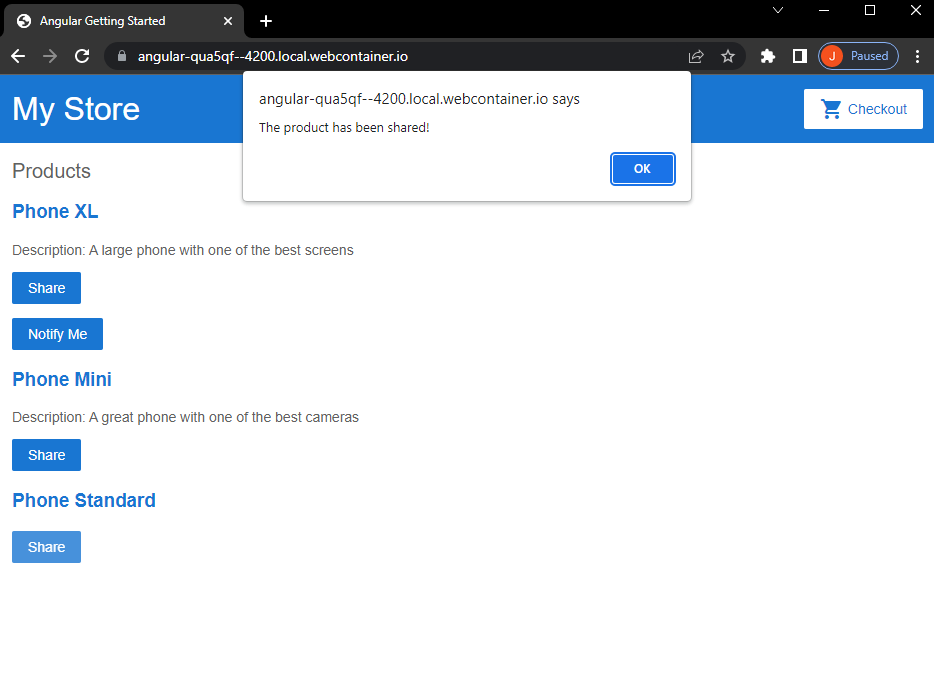 Angular Getting Started
angular-qua5qf--4200.local.webcontainer.io
J Paused
My Store
Checkout
angular-qua5qf--4200.local.webcontainer.io says
The product has been shared!
OK
Products
Phone XL
Description: A large phone with one of the best screens
Share
Notify Me
Phone Mini
Description: A great phone with one of the best cameras
Share
Phone Standard
Share